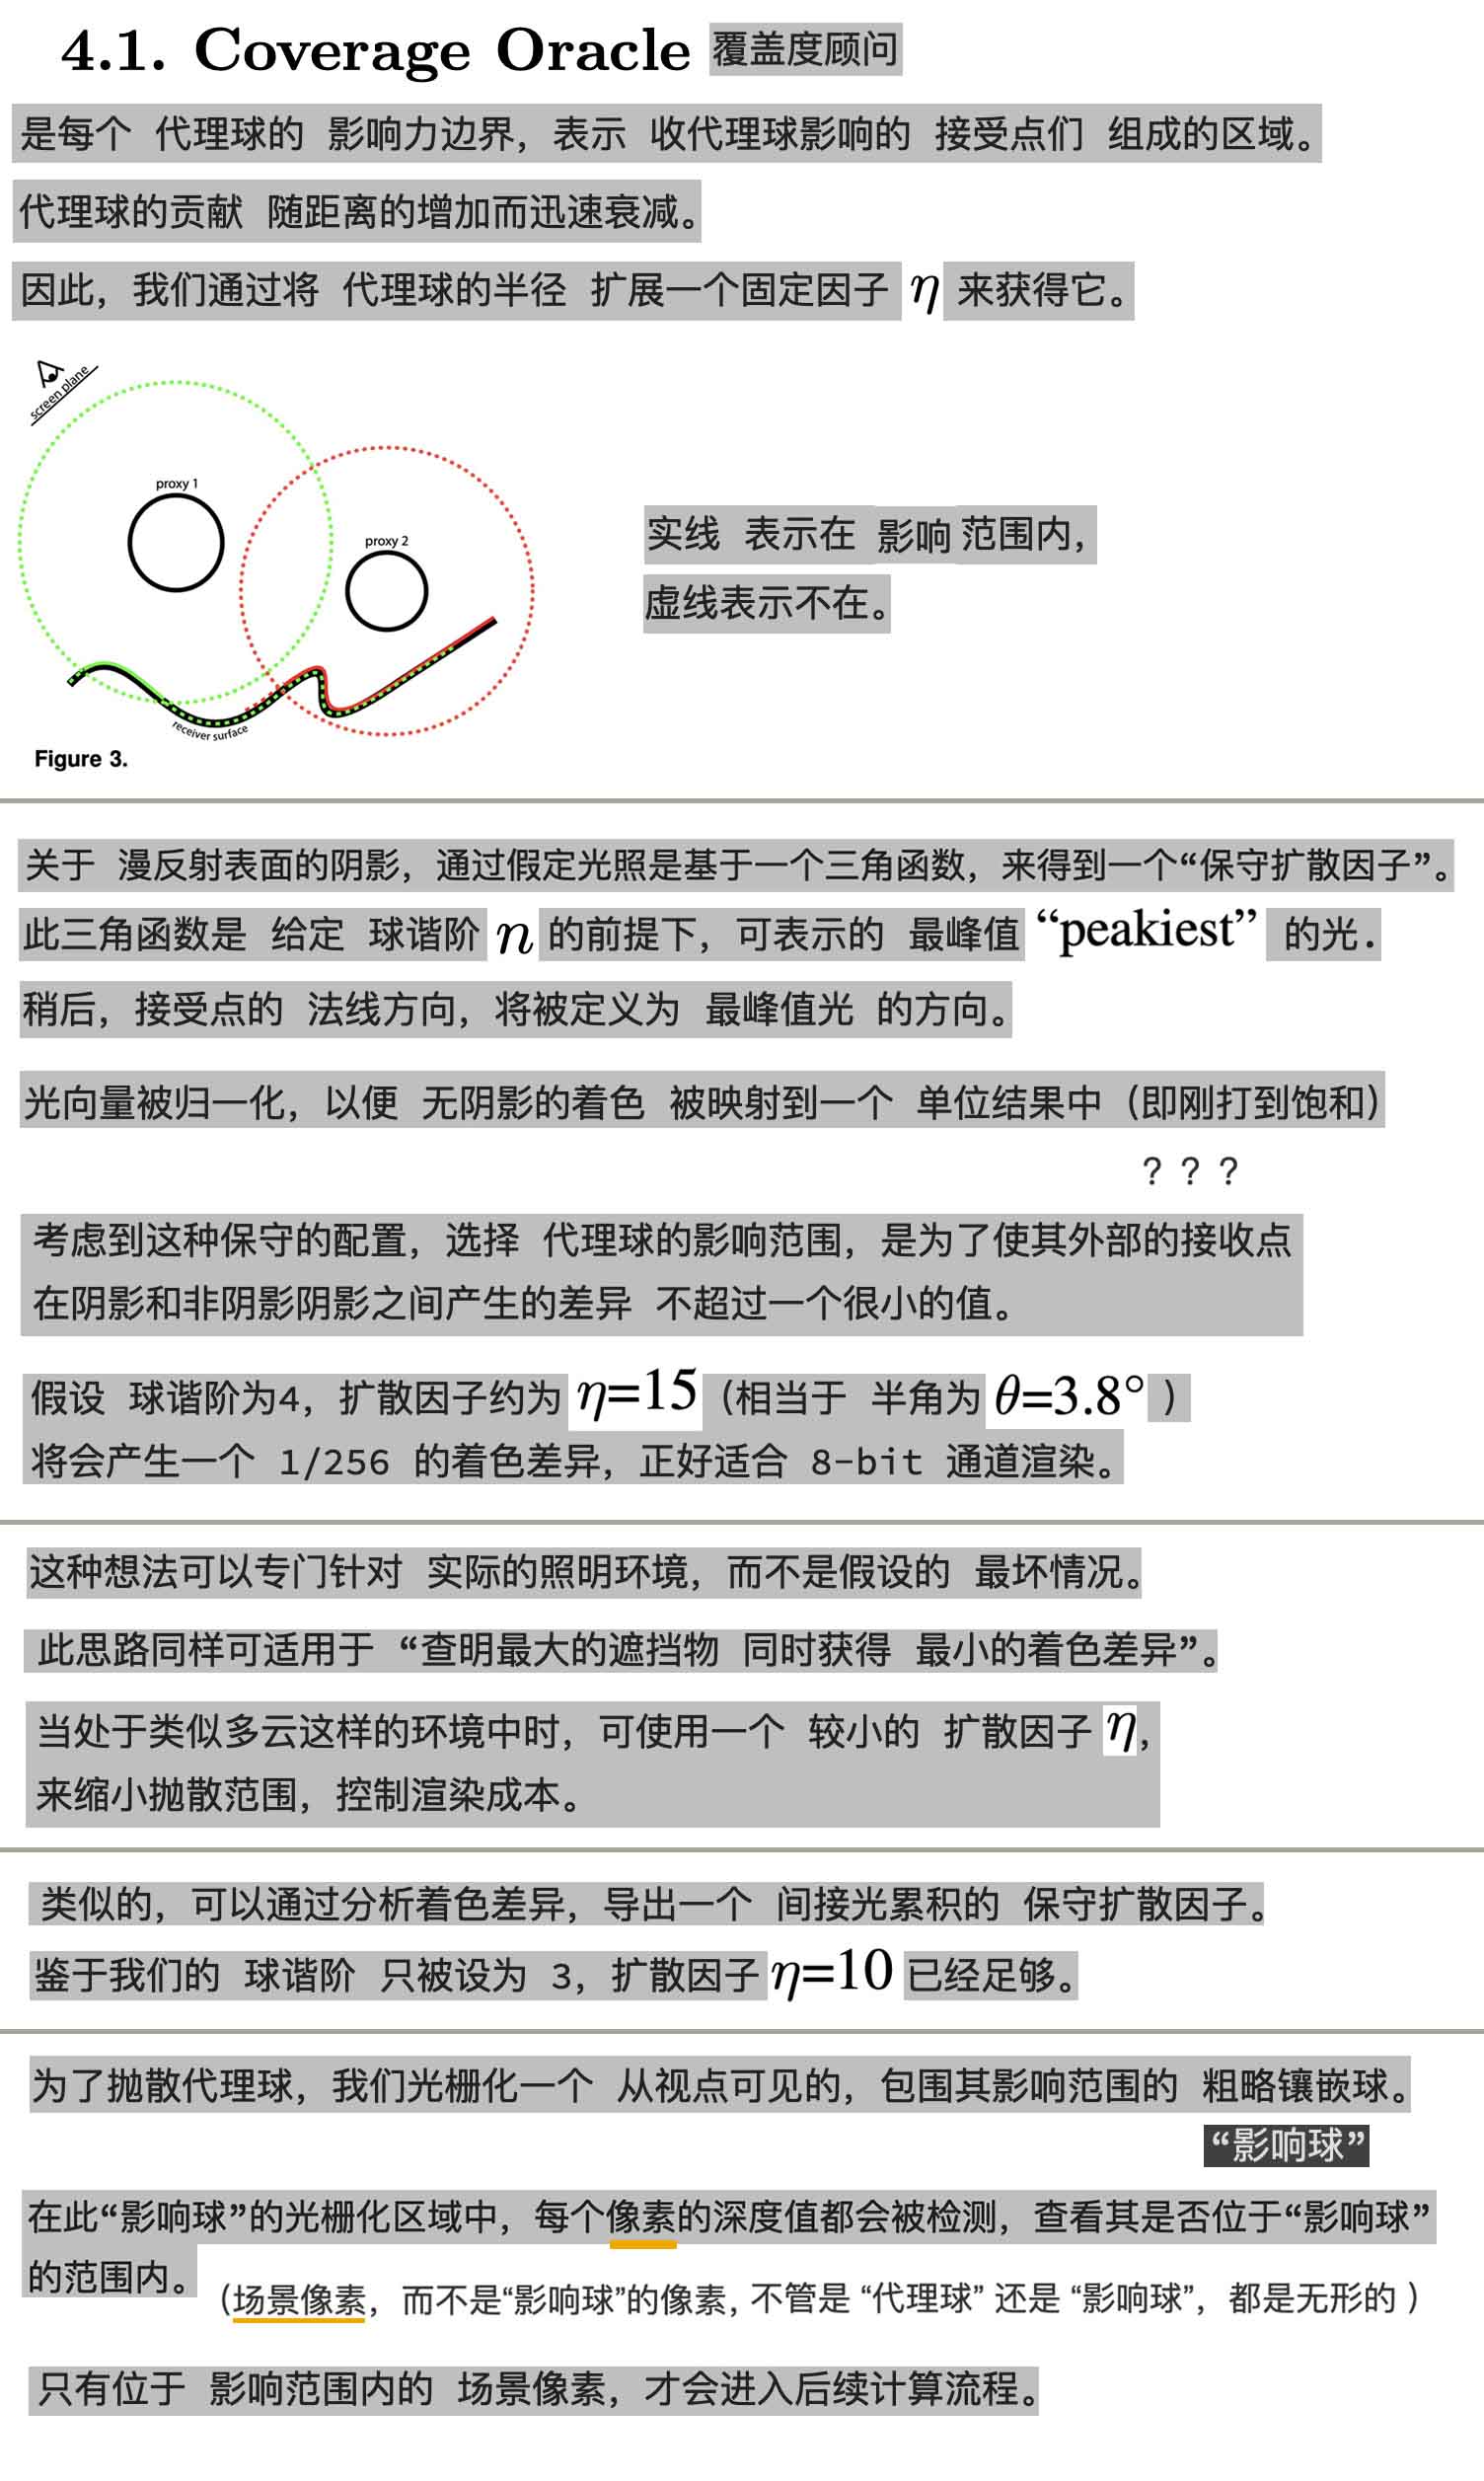 4.1. Coverage Oracle 覆盖度顾问
是每个 代理球的 影响力边界，表示 收代理球影响的 接受点们 组成的区域。
代理球的贡献 随距离的增加而迅速衰减。
因此，我们通过将 代理球的半径 扩展一个固定因子 η 来获得它。
screen plane
proxy 1
proxy 2
receiver surface
Figure 3.
实线 表示在 影响 范围内，
虚线表示不在。
关于 漫反射表面的阴影，通过假定光照是基于一个三角函数，来得到一个“保守扩散因子”。
此三角函数是 给定 球谐阶 n 的前提下，可表示的 最峰值 “peakiest” 的光.
稍后，接受点的 法线方向，将被定义为 最峰值光 的方向。
光向量被归一化，以便 无阴影的着色 被映射到一个 单位结果中（即刚打到饱和）
？？？
考虑到这种保守的配置，选择 代理球的影响范围，是为了使其外部的接收点
在阴影和非阴影阴影之间产生的差异 不超过一个很小的值。
假设 球谐阶为4，扩散因子约为 η=15（相当于 半角为 θ=3.8° ）
将会产生一个 1/256 的着色差异，正好适合 8-bit 通道渲染。
这种想法可以专门针对 实际的照明环境，而不是假设的 最坏情况。
此思路同样可适用于 “查明最大的遮挡物 同时获得 最小的着色差异”。
当处于类似多云这样的环境中时，可使用一个 较小的 扩散因子 η，
来缩小抛散范围，控制渲染成本。
类似的，可以通过分析着色差异，导出一个 间接光累积的 保守扩散因子。
鉴于我们的 球谐阶 只被设为 3，扩散因子 η=10 已经足够。
为了抛散代理球，我们光栅化一个 从视点可见的，包围其影响范围的 粗略镶嵌球。
“影响球”
在此“影响球”的光栅化区域中，每个像素的深度值都会被检测，查看其是否位于“影响球”
的范围内。
（场景像素，而不是“影响球”的像素, 不管是 “代理球” 还是 “影响球”，都是无形的 ）
只有位于 影响范围内的 场景像素，才会进入后续计算流程。